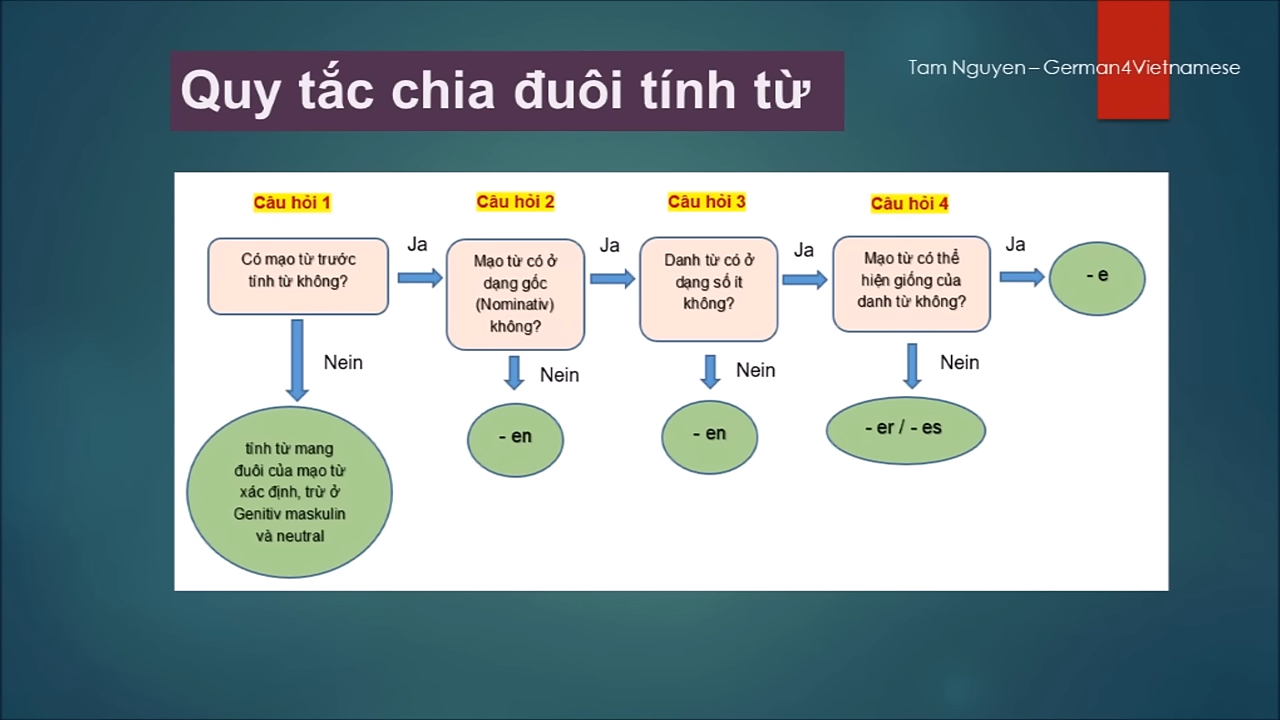 Quy tắc chia đuôi tính từ
Tam Nguyen – German4Vietnamese
Câu hỏi 1
Câu hỏi 2
Câu hỏi 3
Câu hỏi 4
Có mạo từ trước
tính từ không?
Ja
Mạo từ có ở
dạng gốc
(Nominativ)
không?
Ja
Danh từ có ở
dạng số ít
không?
Ja
Mạo từ có thể
hiện giống của
danh từ không?
Ja
- e
Nein
Nein
Nein
Nein
tính từ mang
đuôi của mạo từ
xác định, trừ ở
Genitiv maskulin
và neutral
- en
- en
- er / - es